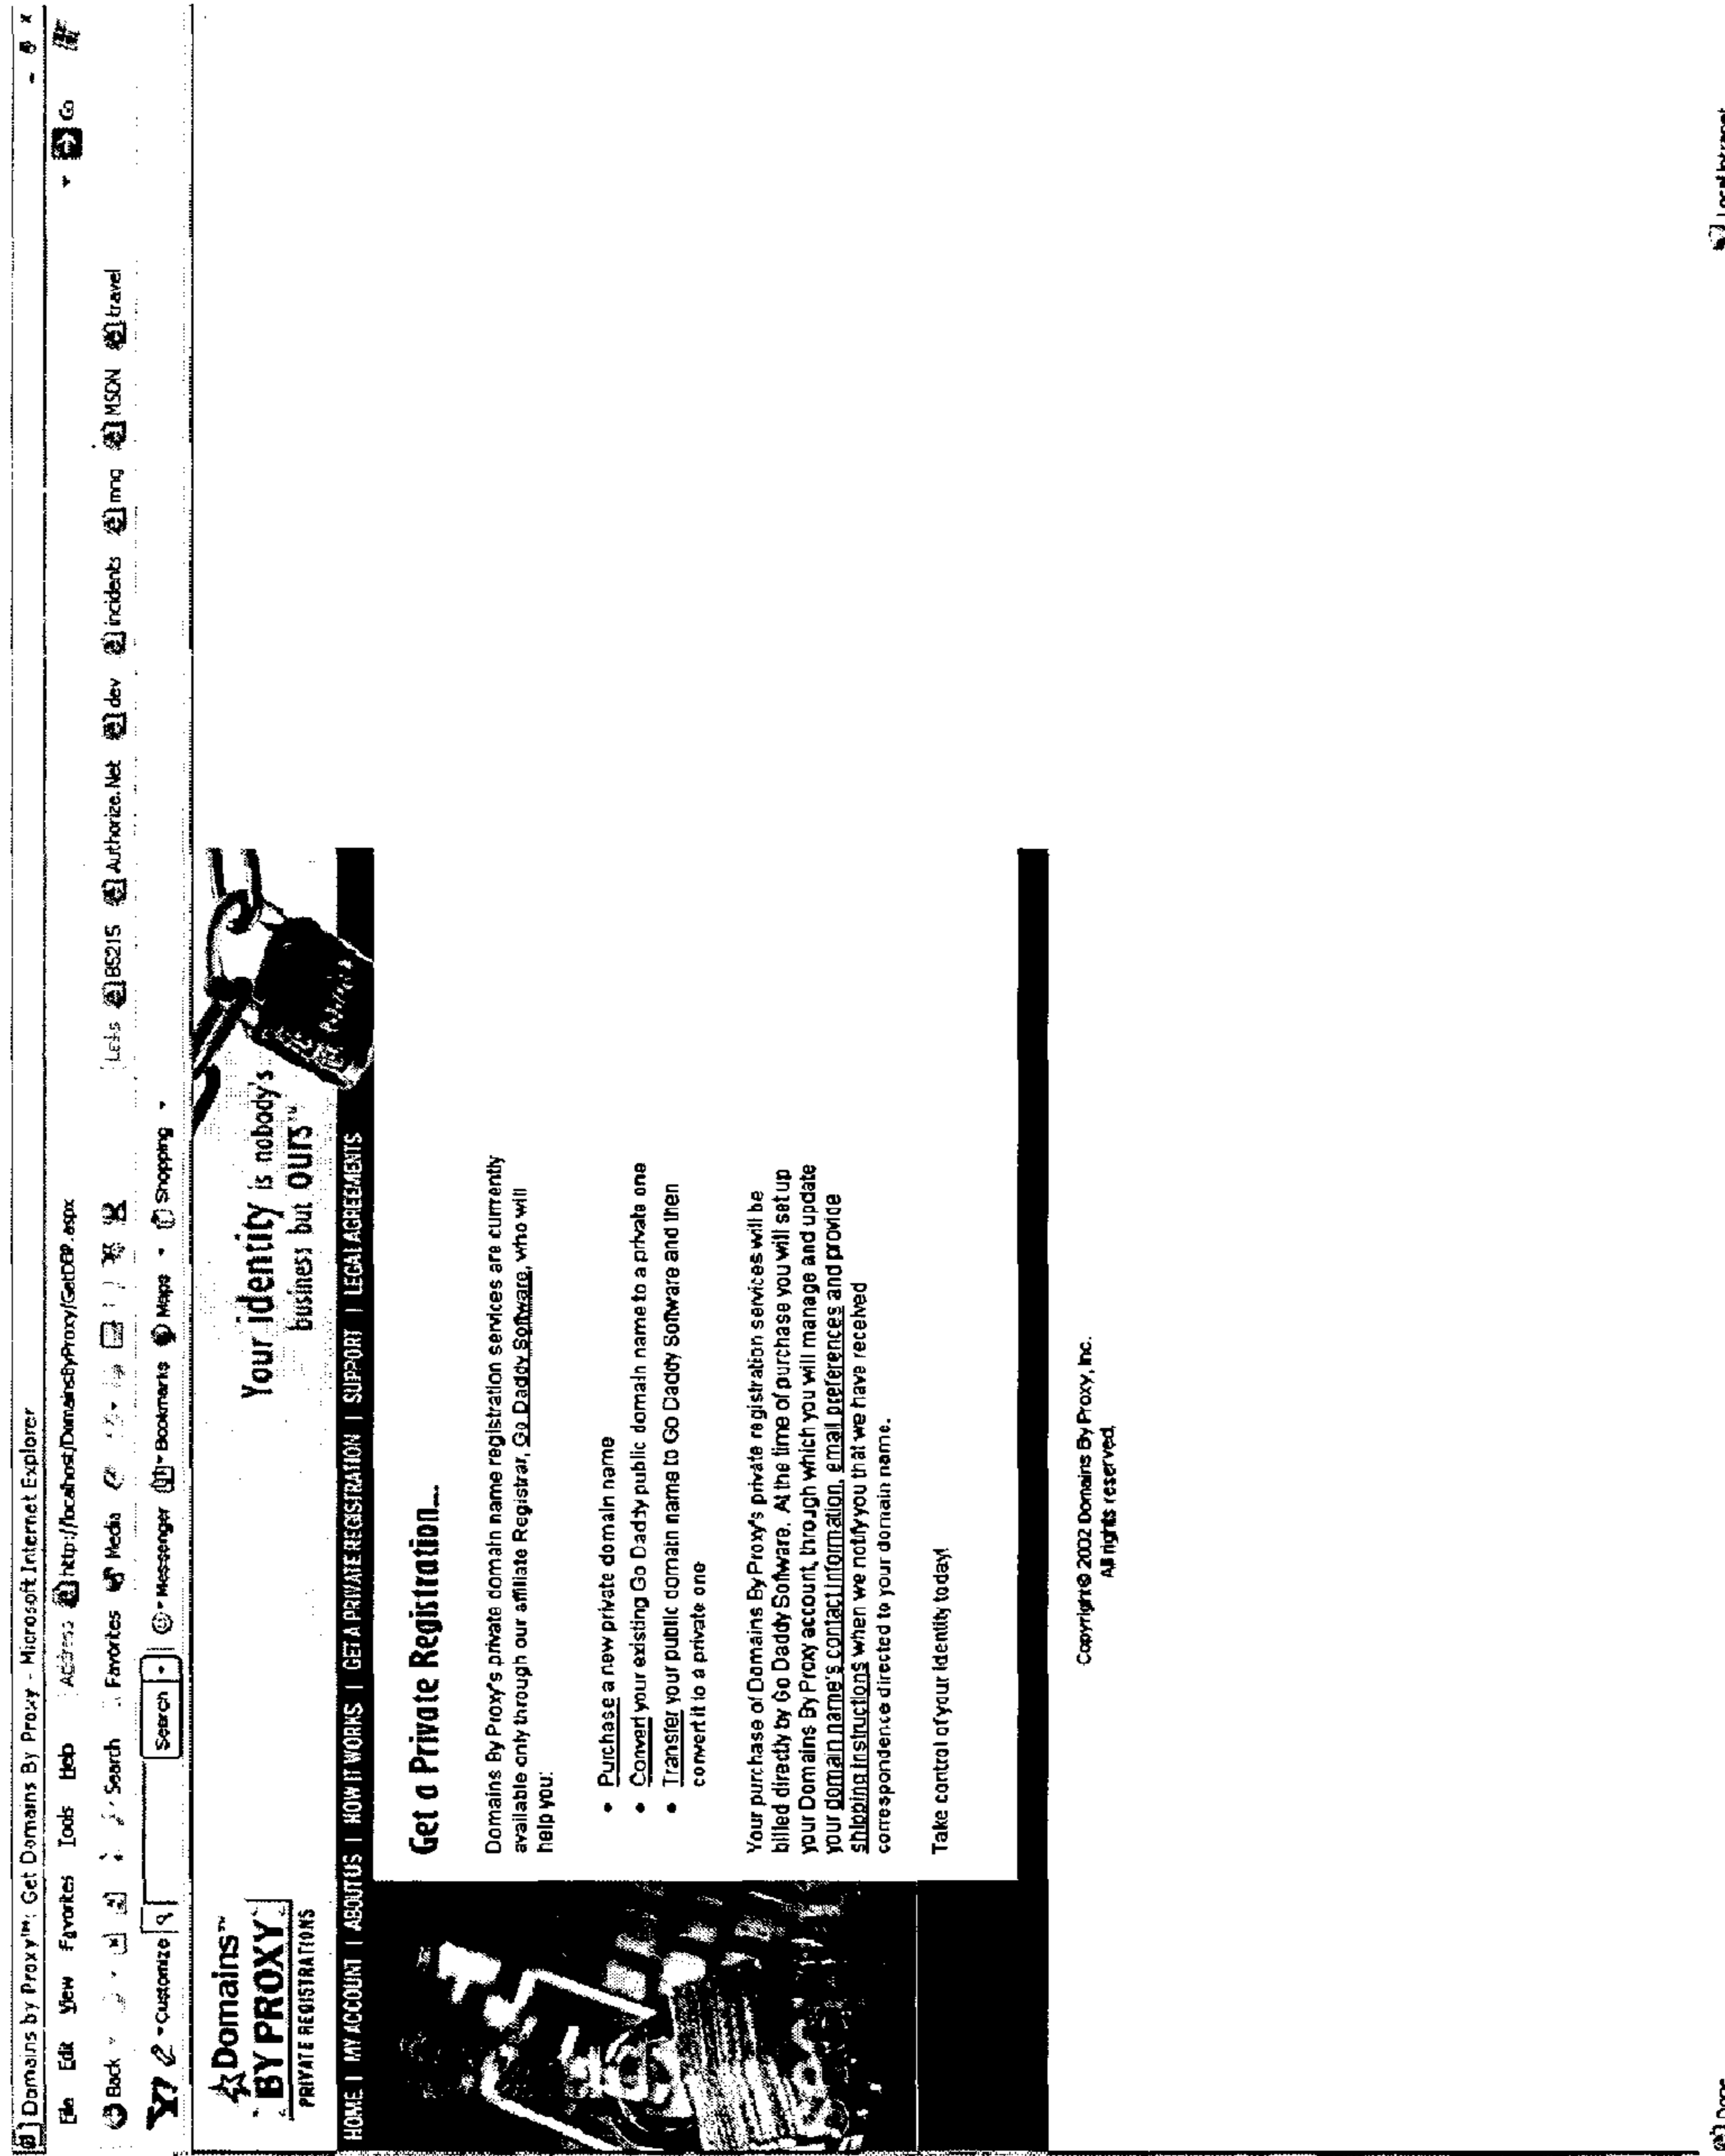 Domains by Proxy™: Get Domains By Proxy - Microsoft Internet Explorer
File Edit View Favorites Tools Help Address http://localhost/DomainsByProxy/GetDBP.aspx Go
Back Search Favorites Media Links BS215 Authorize.Net dev incidents mng MSDN travel
Y! Customize Search Messenger Bookmarks Maps Shopping
Domains™
BY PROXY
PRIVATE REGISTRATIONS
Your identity is nobody's
business but OURS™
HOME | MY ACCOUNT | ABOUT US | HOW IT WORKS | GET A PRIVATE REGISTRATION | SUPPORT | LEGAL AGREEMENTS
Get a Private Registration...
Domains By Proxy's private domain name registration services are currently
available only through our affiliate Registrar, Go Daddy Software, who will
help you:
• Purchase a new private domain name
• Convert your existing Go Daddy public domain name to a private one
• Transfer your public domain name to Go Daddy Software and then
convert it to a private one
Your purchase of Domains By Proxy's private registration services will be
billed directly by Go Daddy Software. At the time of purchase you will set up
your Domains By Proxy account, through which you will manage and update
your domain name's contact information, email preferences and provide
shipping instructions when we notify you that we have received
correspondence directed to your domain name.
Take control of your identity today!
Copyright© 2002 Domains By Proxy, Inc.
All rights reserved.
Done Local intranet